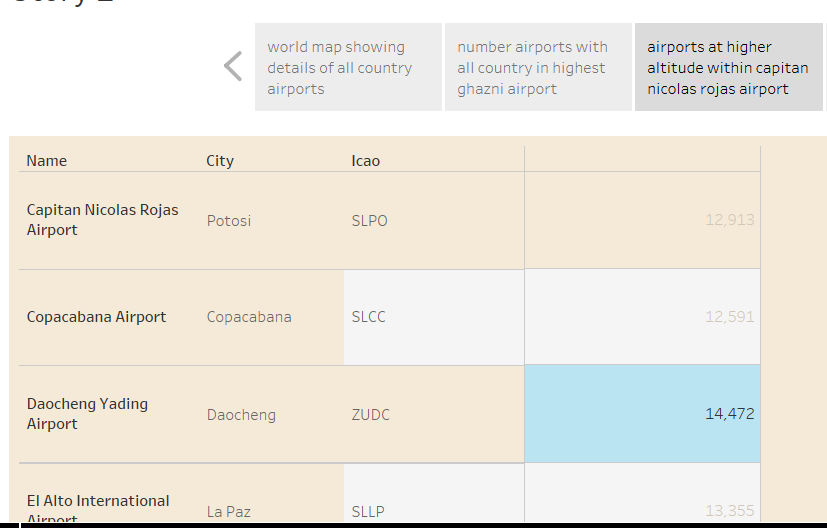 world map showing
details of all country
airports
number airports with
all country in highest
ghazni airport
airports at higher
altitude within capitan
nicolas rojas airport
Name City Icao
Capitan Nicolas Rojas
Airport Potosi SLPO 12,913
Copacabana Airport Copacabana SLCC 12,591
Daocheng Yading
Airport Daocheng ZUDC 14,472
El Alto International
Airport La Paz SLLP 13,355